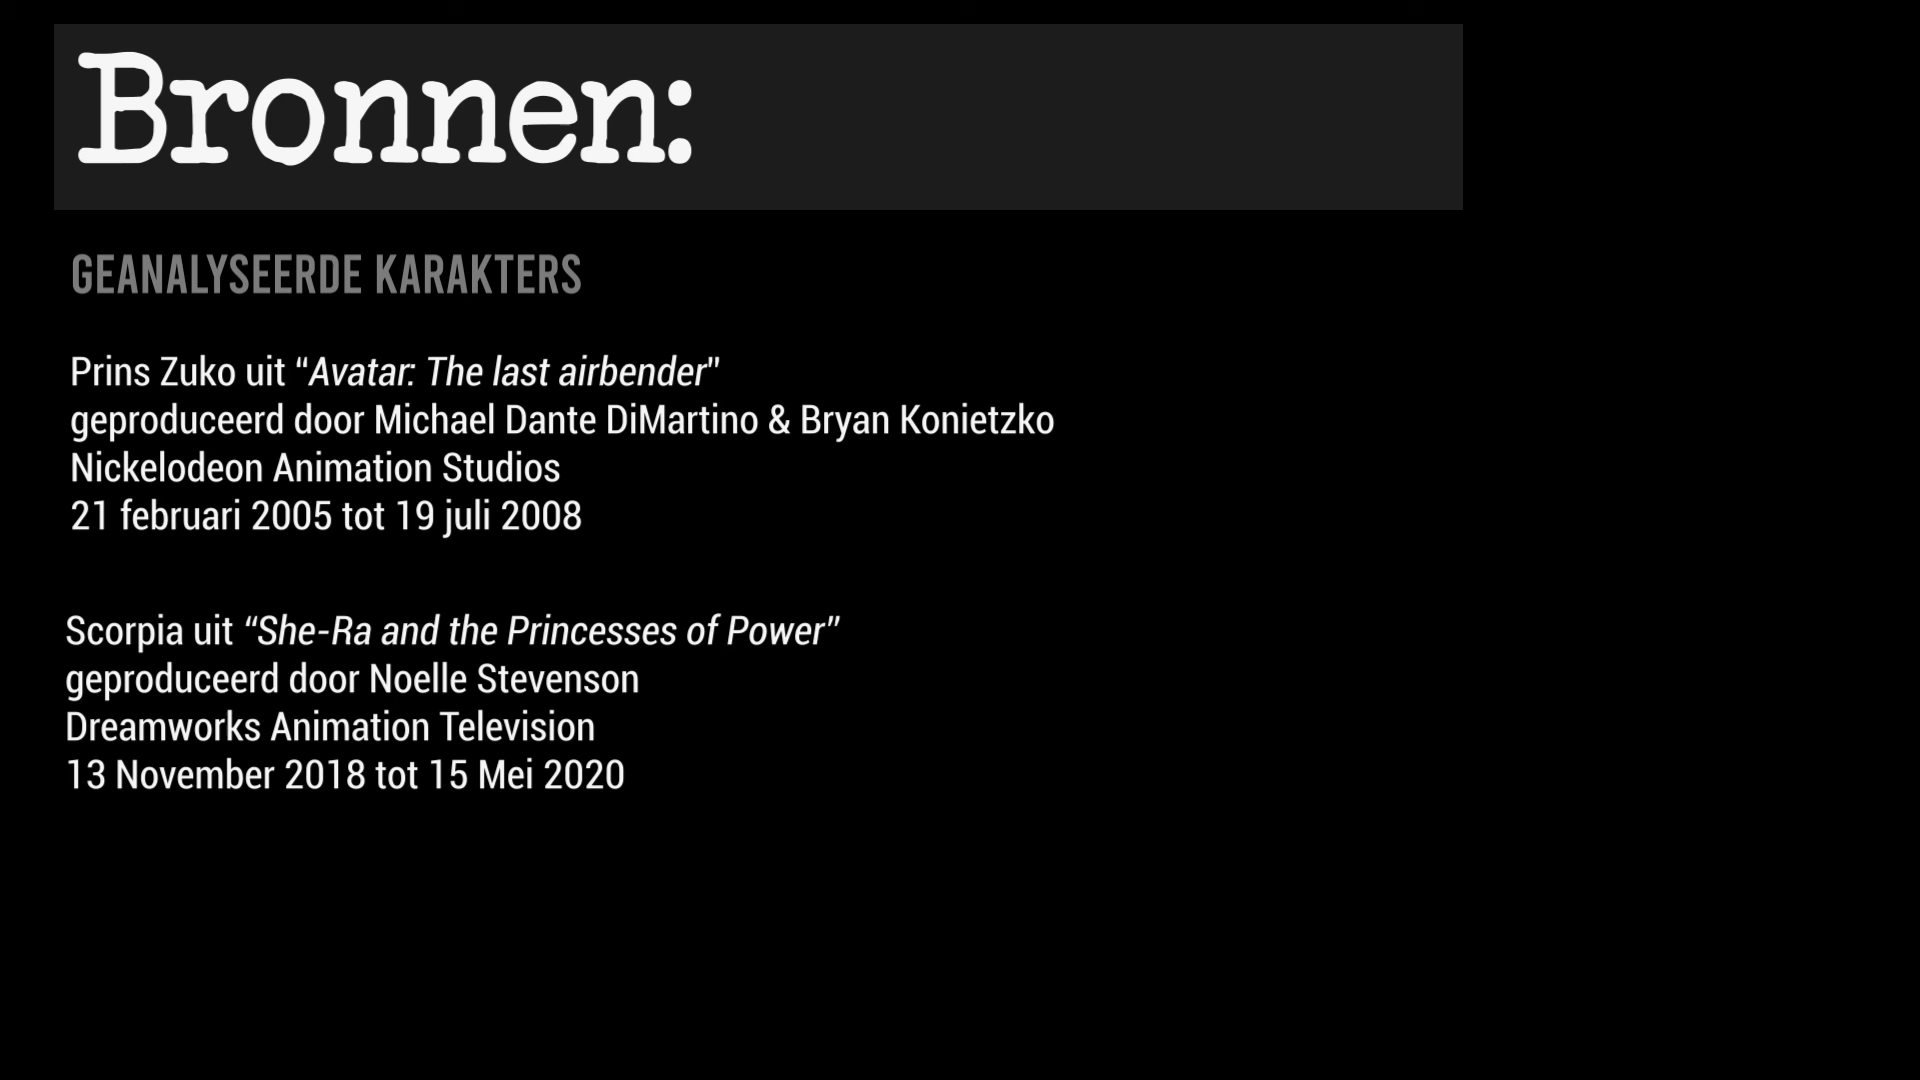 Bronnen:
GEANALYSEERDE KARAKTERS
Prins Zuko uit “Avatar: The last airbender”
geproduceerd door Michael Dante DiMartino & Bryan Konietzko
Nickelodeon Animation Studios
21 februari 2005 tot 19 juli 2008
Scorpia uit “She-Ra and the Princesses of Power”
geproduceerd door Noelle Stevenson
Dreamworks Animation Television
13 November 2018 tot 15 Mei 2020